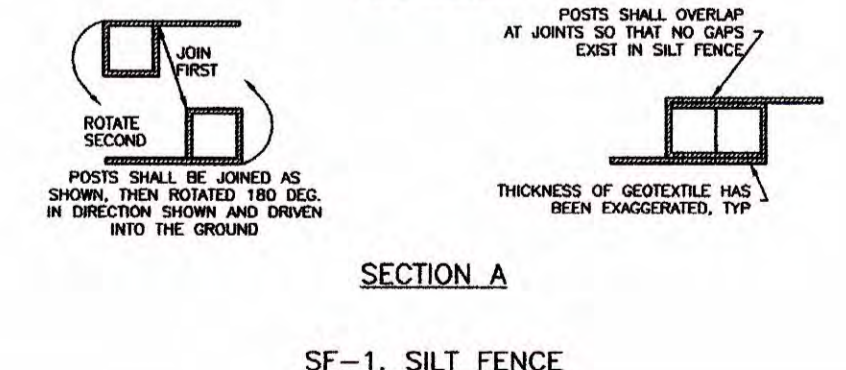 JOIN
FIRST
ROTATE
SECOND
POSTS SHALL BE JOINED AS
SHOWN, THEN ROTATED 180 DEG.
IN DIRECTION SHOWN AND DRIVEN
INTO THE GROUND
POSTS SHALL OVERLAP
AT JOINTS SO THAT NO GAPS
EXIST IN SILT FENCE
THICKNESS OF GEOTEXTILE HAS
BEEN EXAGGERATED, TYP
SECTION A
SF-1. SILT FENCE